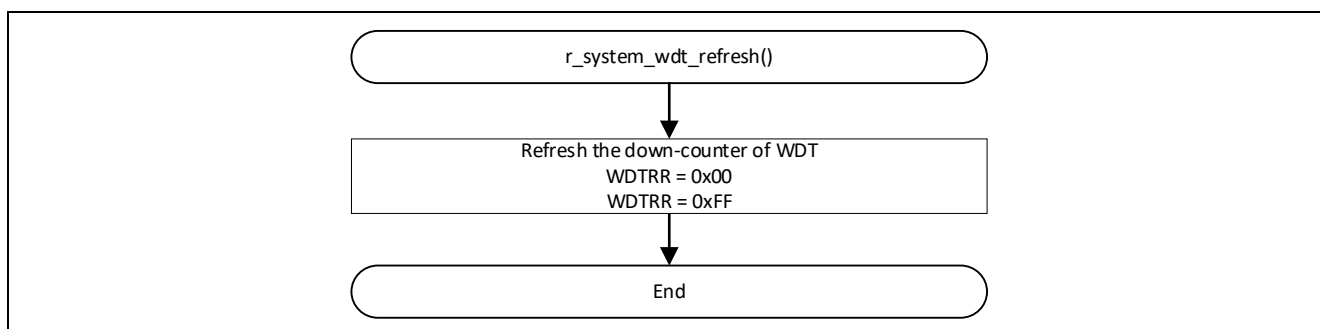 r_system_wdt_refresh()
Refresh the down-counter of WDT
WDTRR = 0x00
WDTRR = 0xFF
End